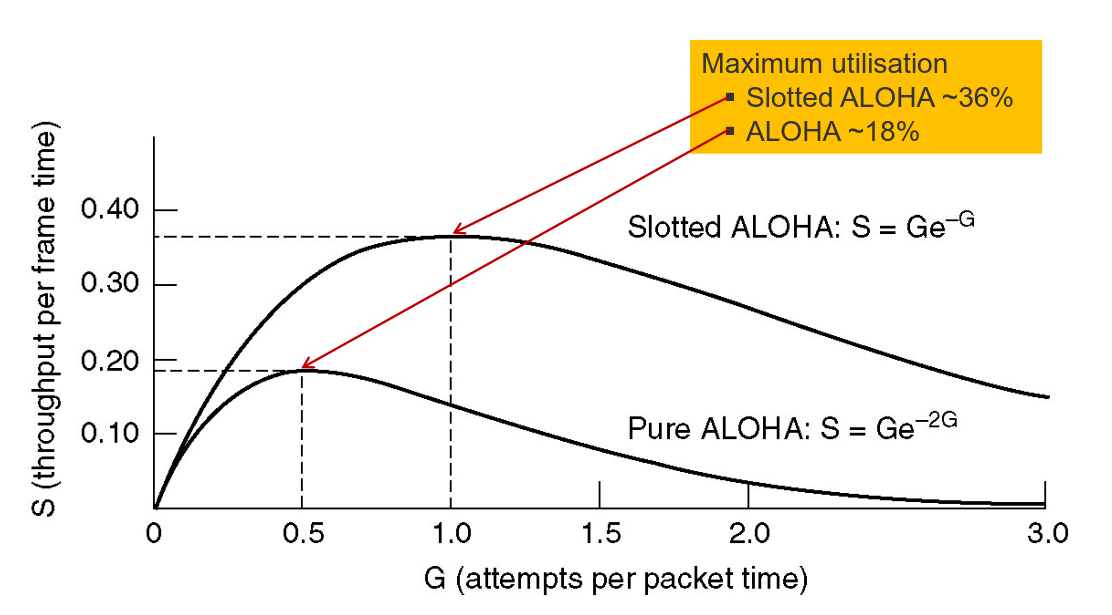 Maximum utilisation
▪ Slotted ALOHA ~36%
▪ ALOHA ~18%
S (throughput per frame time)
0.40
0.30
0.20
0.10
Slotted ALOHA: S = Ge⁻ᴳ
Pure ALOHA: S = Ge⁻²ᴳ
0 0.5 1.0 1.5 2.0 3.0
G (attempts per packet time)